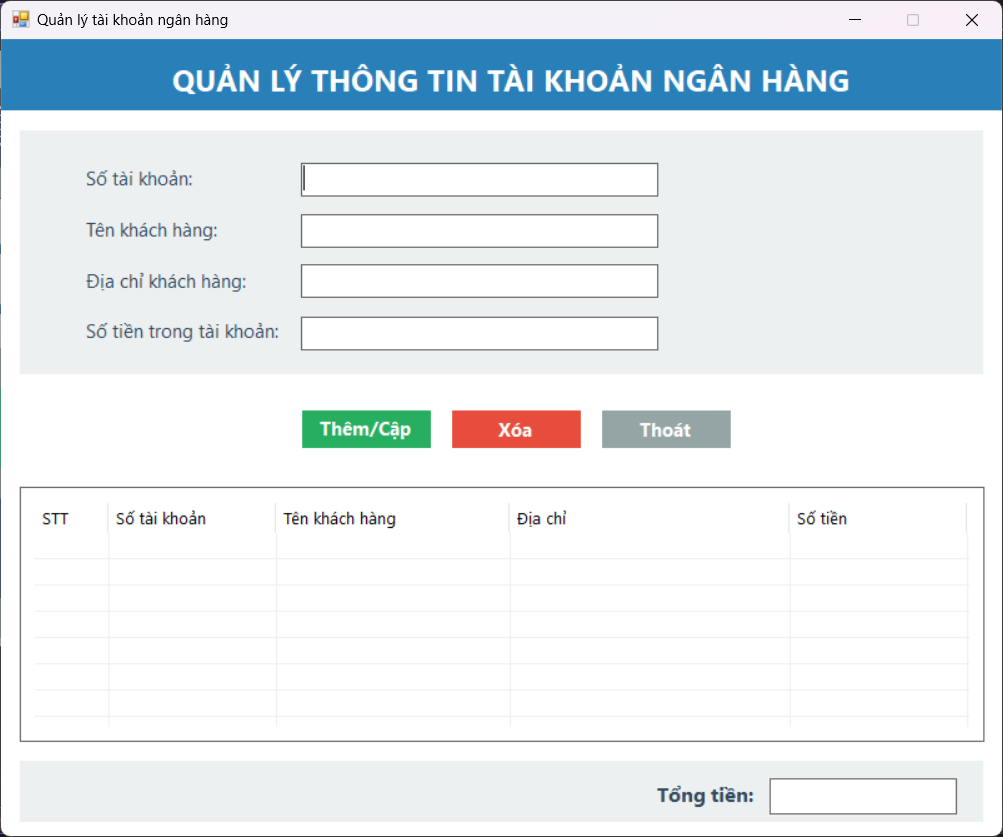 Quản lý tài khoản ngân hàng
QUẢN LÝ THÔNG TIN TÀI KHOẢN NGÂN HÀNG
Số tài khoản:
Tên khách hàng:
Địa chỉ khách hàng:
Số tiền trong tài khoản:
Thêm/Cập Xóa Thoát
STT Số tài khoản Tên khách hàng Địa chỉ Số tiền
Tổng tiền: